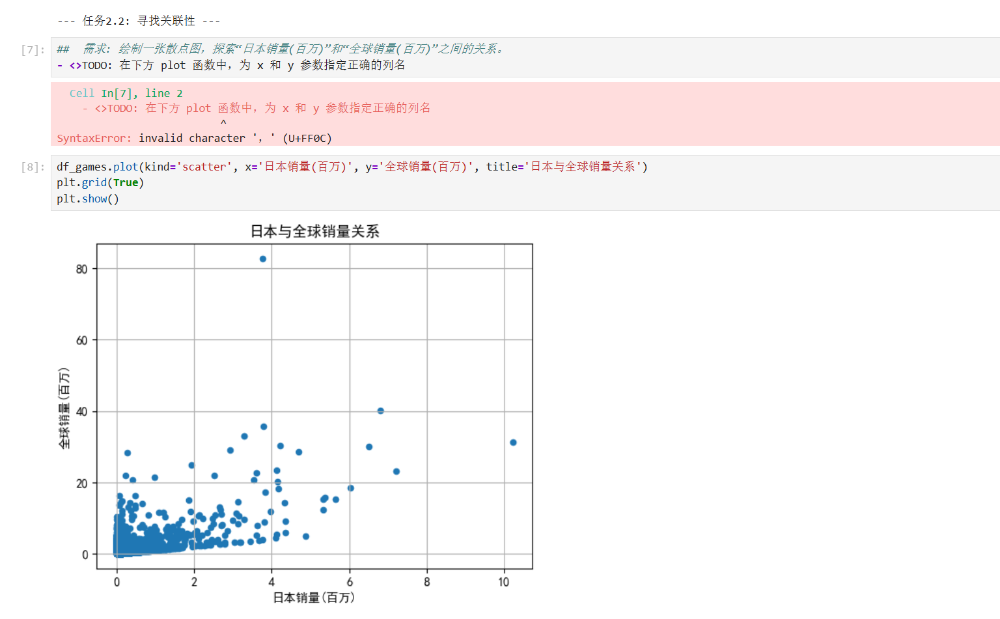 --- 任务2.2: 寻找关联性 ---
[7]:
##  需求: 绘制一张散点图，探索“日本销量(百万)”和“全球销量(百万)”之间的关系。
- <>TODO: 在下方 plot 函数中，为 x 和 y 参数指定正确的列名
Cell In[7], line 2
- <>TODO: 在下方 plot 函数中，为 x 和 y 参数指定正确的列名
^
SyntaxError: invalid character '，' (U+FF0C)
[8]:
df_games.plot(kind='scatter', x='日本销量(百万)', y='全球销量(百万)', title='日本与全球销量关系')
plt.grid(True)
plt.show()
日本与全球销量关系
80
60
40
20
0
全球销量(百万)
0 2 4 6 8 10
日本销量(百万)